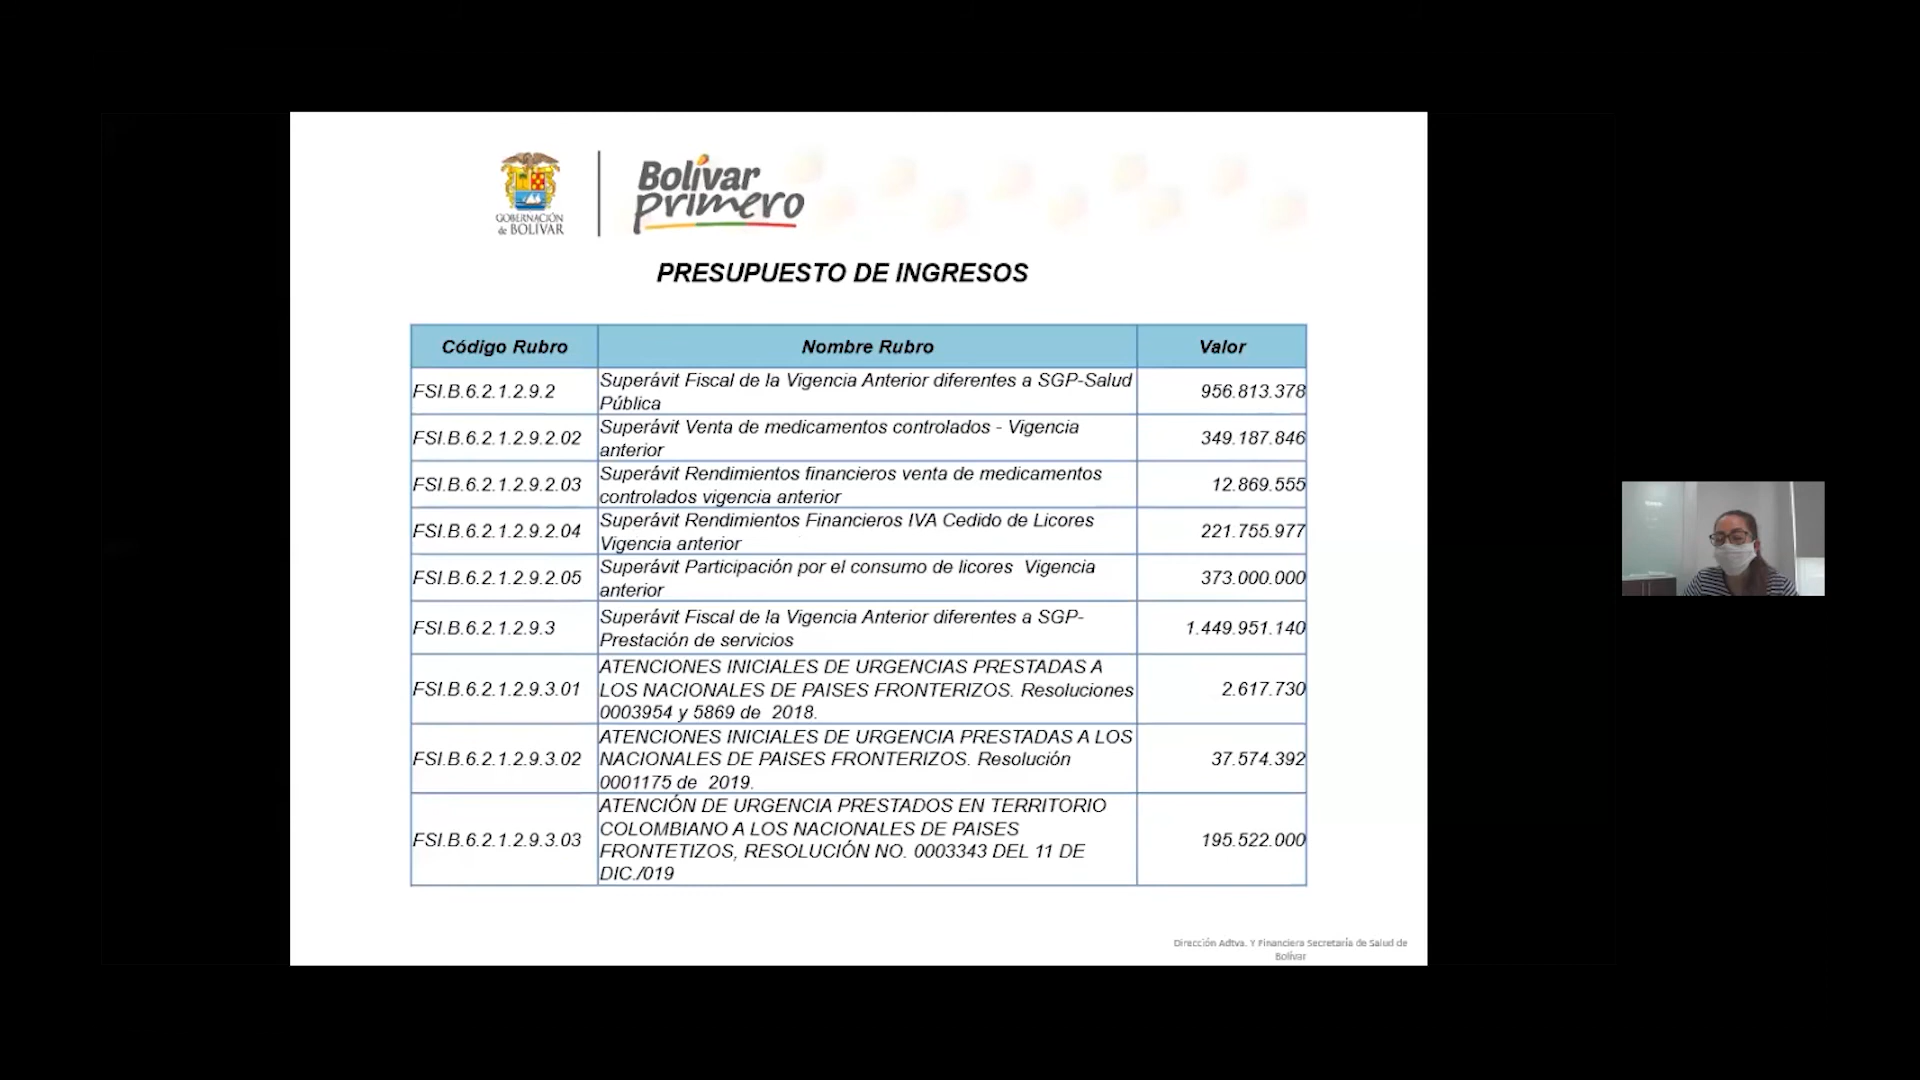 GOBERNACIÓN
de BOLÍVAR
Bolívar
primero
PRESUPUESTO DE INGRESOS
Código Rubro Nombre Rubro Valor
FSI.B.6.2.1.2.9.2 Superávit Fiscal de la Vigencia Anterior diferentes a SGP-Salud
Pública 956.813.378
FSI.B.6.2.1.2.9.2.02 Superávit Venta de medicamentos controlados - Vigencia
anterior 349.187.846
FSI.B.6.2.1.2.9.2.03 Superávit Rendimientos financieros venta de medicamentos
controlados vigencia anterior 12.869.555
FSI.B.6.2.1.2.9.2.04 Superávit Rendimientos Financieros IVA Cedido de Licores
Vigencia anterior 221.755.977
FSI.B.6.2.1.2.9.2.05 Superávit Participación por el consumo de licores Vigencia
anterior 373.000.000
FSI.B.6.2.1.2.9.3 Superávit Fiscal de la Vigencia Anterior diferentes a SGP-
Prestación de servicios 1.449.951.140
FSI.B.6.2.1.2.9.3.01 ATENCIONES INICIALES DE URGENCIAS PRESTADAS A
LOS NACIONALES DE PAISES FRONTERIZOS. Resoluciones
0003954 y 5869 de 2018. 2.617.730
FSI.B.6.2.1.2.9.3.02 ATENCIONES INICIALES DE URGENCIA PRESTADAS A LOS
NACIONALES DE PAISES FRONTERIZOS. Resolución
0001175 de 2019. 37.574.392
FSI.B.6.2.1.2.9.3.03 ATENCIÓN DE URGENCIA PRESTADOS EN TERRITORIO
COLOMBIANO A LOS NACIONALES DE PAISES
FRONTETIZOS, RESOLUCIÓN NO. 0003343 DEL 11 DE
DIC./019 195.522.000
Dirección Adtva. Y Financiera Secretaría de Salud de
Bolívar